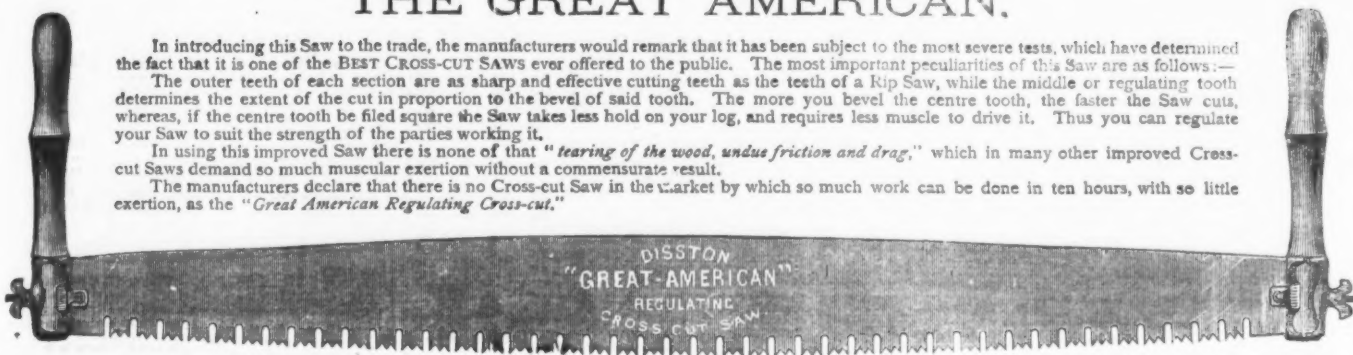 THE GREAT AMERICAN.
In introducing this Saw to the trade, the manufacturers would remark that it has been subject to the most severe tests, which have determined
the fact that it is one of the BEST CROSS-CUT SAWS ever offered to the public. The most important peculiarities of this Saw are as follows:—
The outer teeth of each section are as sharp and effective cutting teeth as the teeth of a Rip Saw, while the middle or regulating tooth
determines the extent of the cut in proportion to the bevel of said tooth. The more you bevel the centre tooth, the faster the Saw cuts,
whereas, if the centre tooth be filed square the Saw takes less hold on your log, and requires less muscle to drive it. Thus you can regulate
your Saw to suit the strength of the parties working it.
In using this improved Saw there is none of that "tearing of the wood, undue friction and drag," which in many other improved Cross-
cut Saws demand so much muscular exertion without a commensurate result.
The manufacturers declare that there is no Cross-cut Saw in the market by which so much work can be done in ten hours, with so little
exertion, as the "Great American Regulating Cross-cut."
DISSTON
"GREAT-AMERICAN"
REGULATING
CROSS CUT SAW.